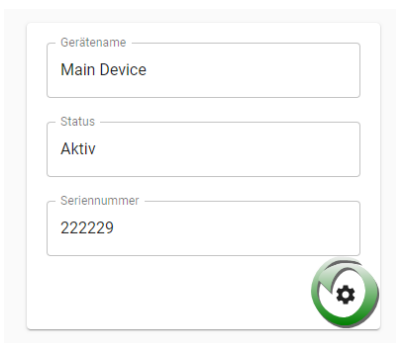 Gerätename
Main Device
Status
Aktiv
Seriennummer
222229